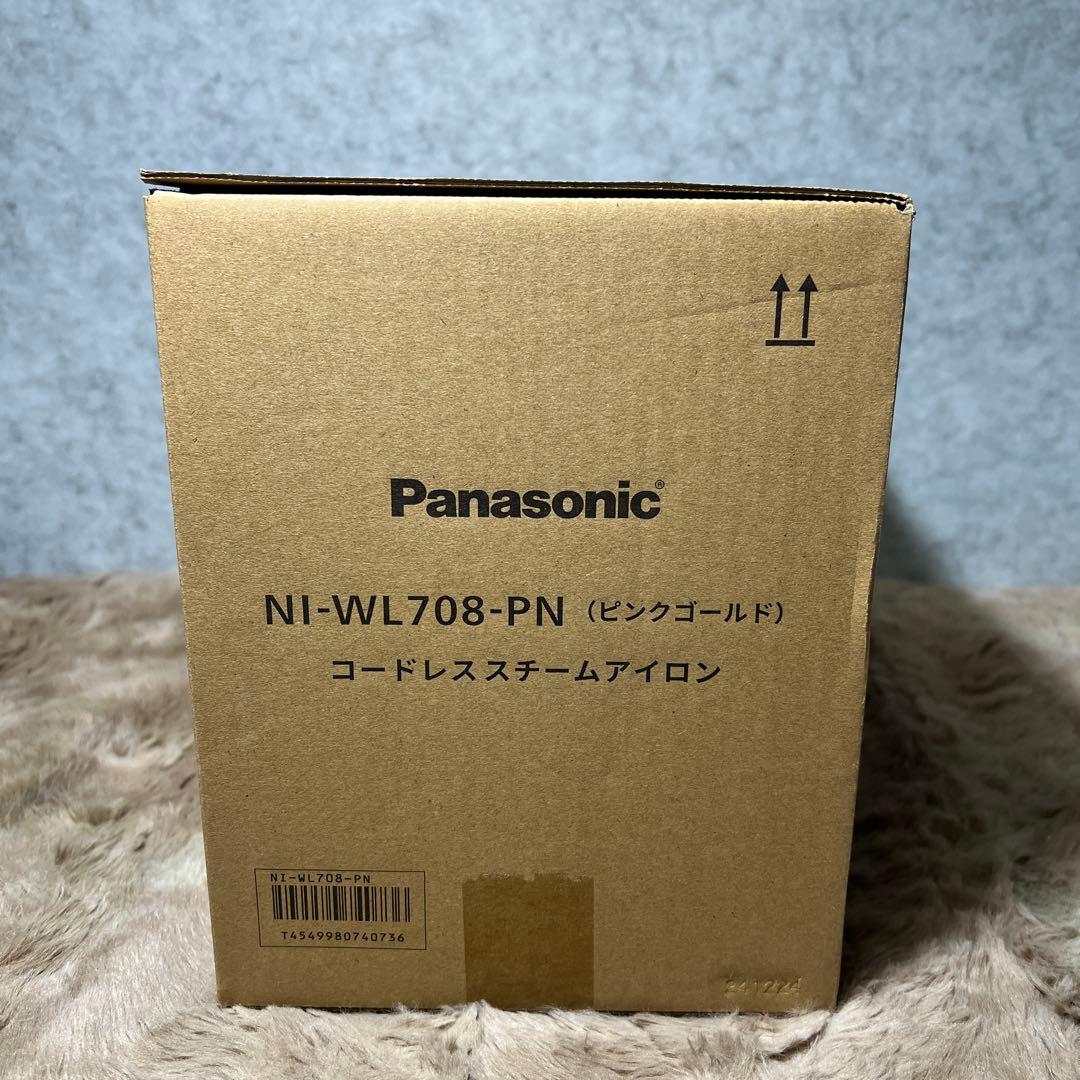 Panasonic®
NI-WL708-PN（ピンクゴールド）
コードレススチームアイロン
NI-WL708-PN
T4549980740736
241224